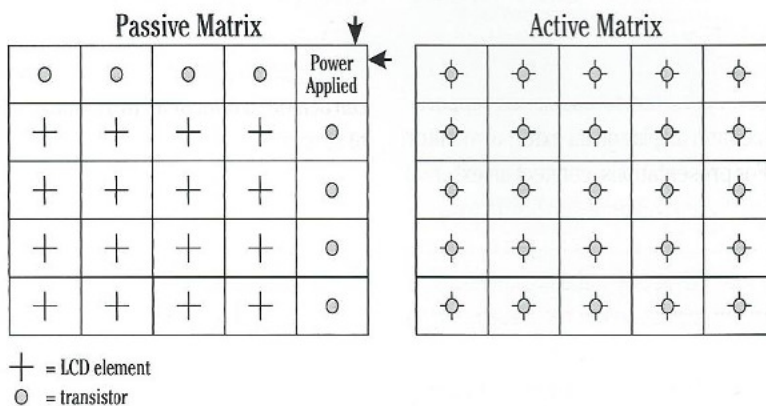 Passive Matrix
Active Matrix
Power
Applied
= LCD element
= transistor